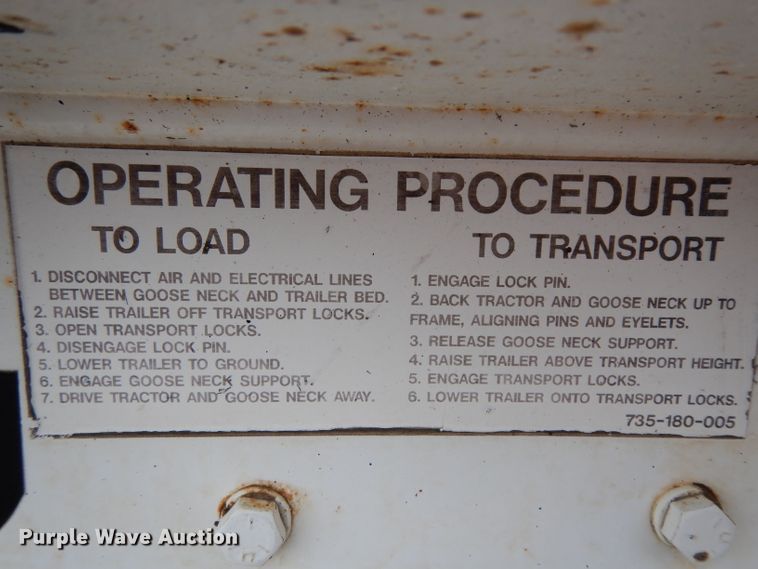 OPERATING PROCEDURE
TO LOAD
1. DISCONNECT AIR AND ELECTRICAL LINES
BETWEEN GOOSE NECK AND TRAILER BED.
2. RAISE TRAILER OFF TRANSPORT LOCKS.
3. OPEN TRANSPORT LOCKS.
4. DISENGAGE LOCK PIN.
5. LOWER TRAILER TO GROUND.
6. ENGAGE GOOSE NECK SUPPORT.
7. DRIVE TRACTOR AND GOOSE NECK AWAY.
TO TRANSPORT
1. ENGAGE LOCK PIN.
2. BACK TRACTOR AND GOOSE NECK UP TO
FRAME, ALIGNING PINS AND EYELETS.
3. RELEASE GOOSE NECK SUPPORT.
4. RAISE TRAILER ABOVE TRANSPORT HEIGHT.
5. ENGAGE TRANSPORT LOCKS.
6. LOWER TRAILER ONTO TRANSPORT LOCKS.
735-180-005
Purple Wave Auction